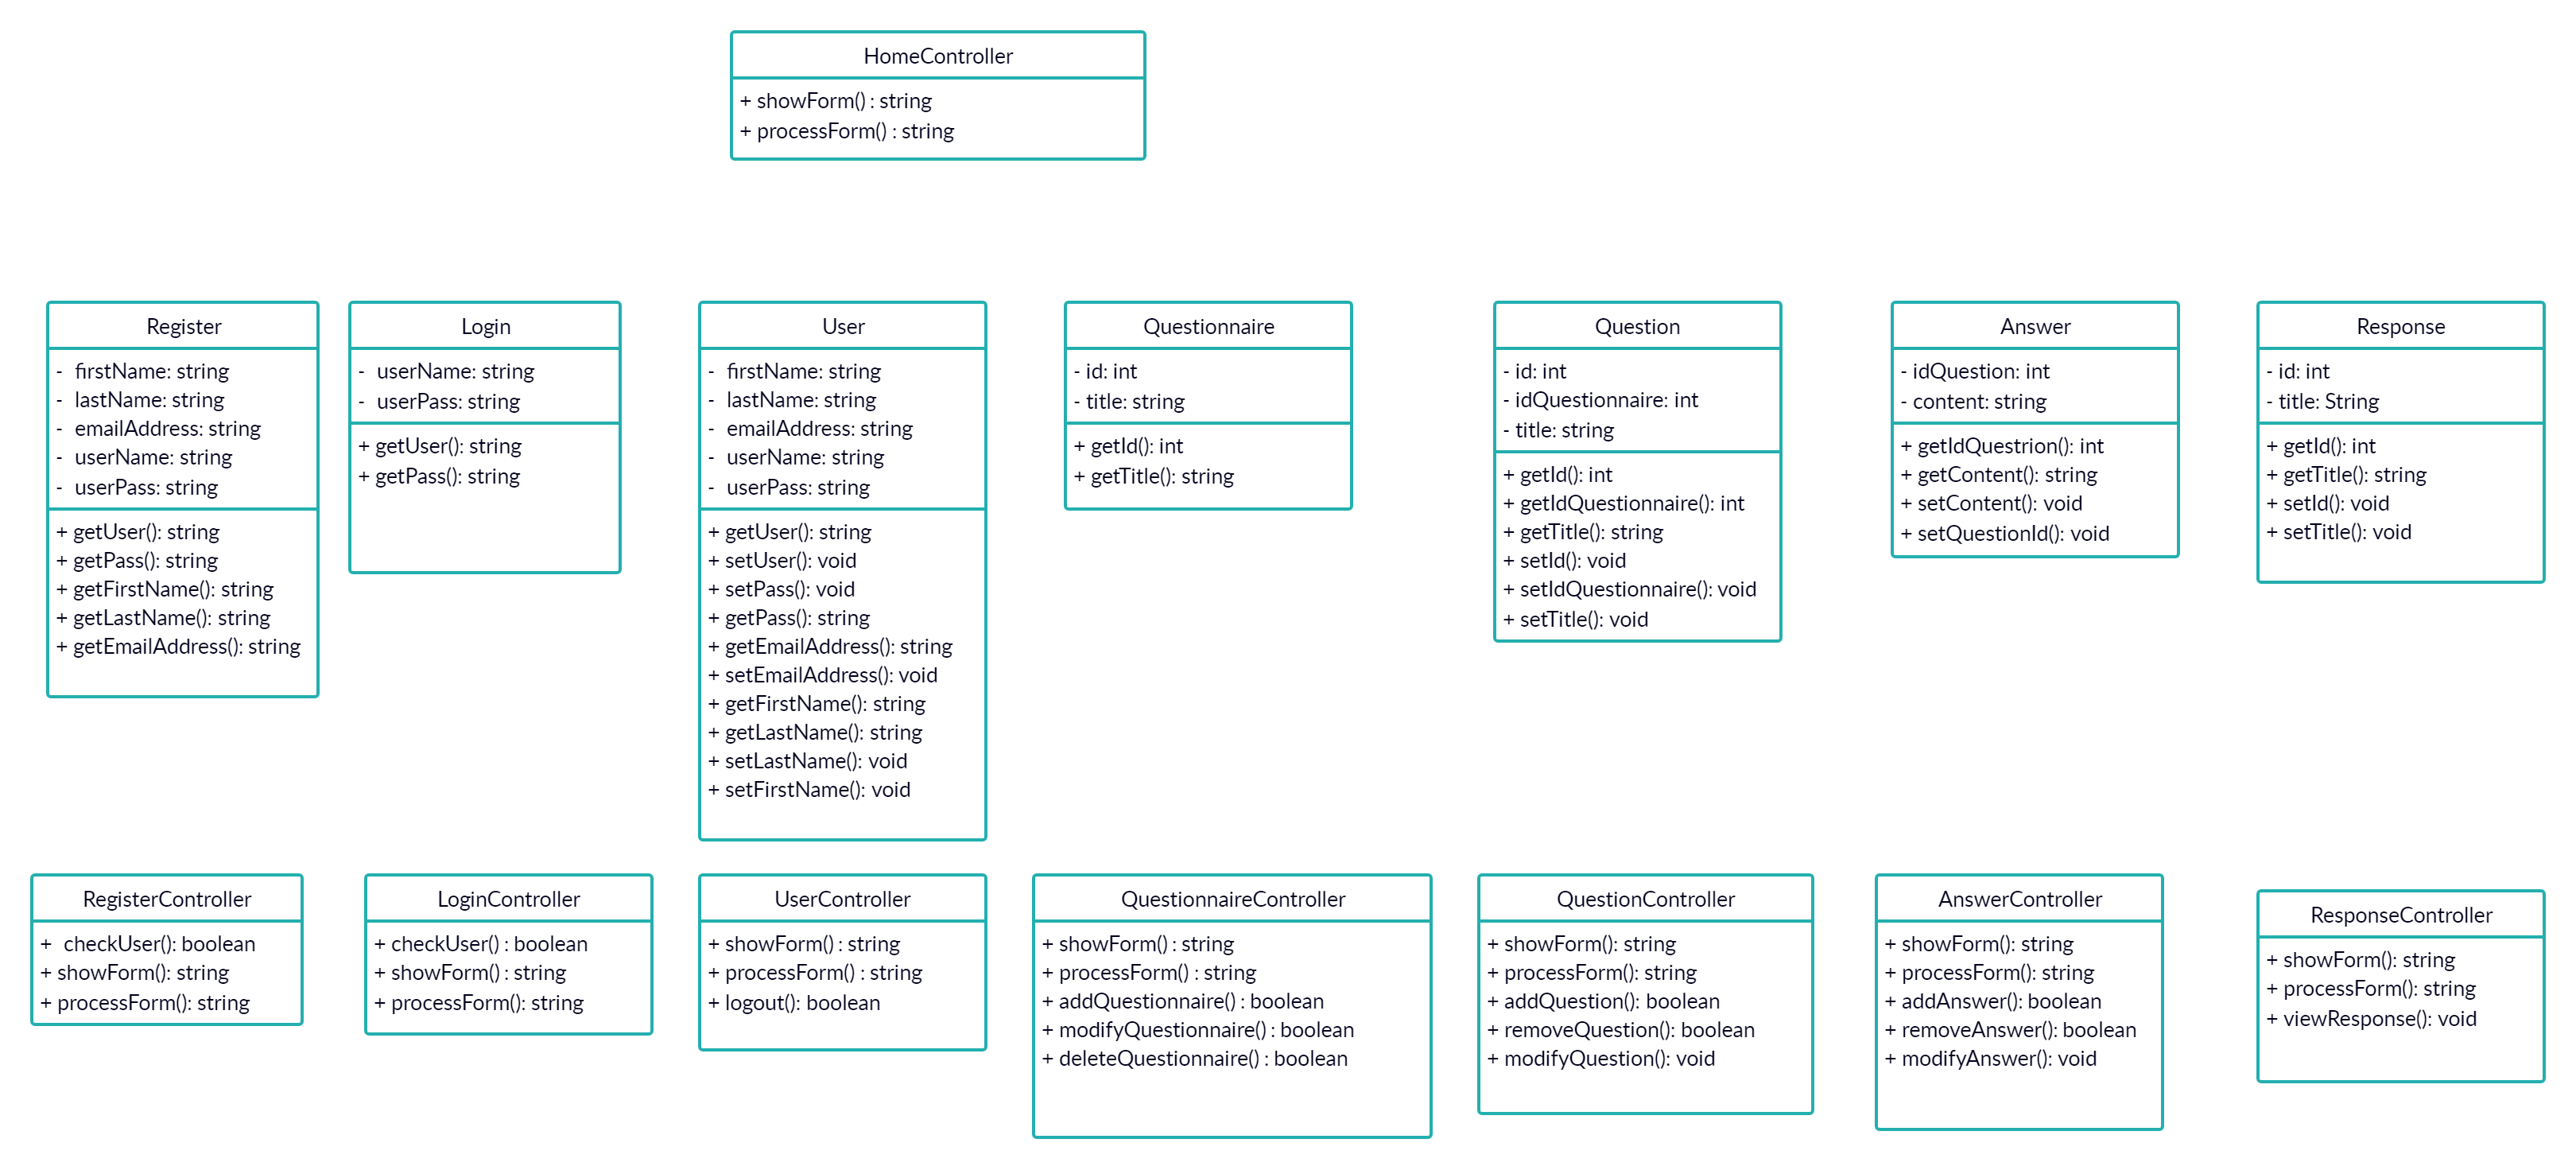 HomeController
+ showForm() : string
+ processForm() : string
Register
- firstName: string
- lastName: string
- emailAddress: string
- userName: string
- userPass: string
+ getUser(): string
+ getPass(): string
+ getFirstName(): string
+ getLastName(): string
+ getEmailAddress(): string
Login
- userName: string
- userPass: string
+ getUser(): string
+ getPass(): string
User
- firstName: string
- lastName: string
- emailAddress: string
- userName: string
- userPass: string
+ getUser(): string
+ setUser(): void
+ setPass(): void
+ getPass(): string
+ getEmailAddress(): string
+ setEmailAddress(): void
+ getFirstName(): string
+ getLastName(): string
+ setLastName(): void
+ setFirstName(): void
Questionnaire
- id: int
- title: string
+ getId(): int
+ getTitle(): string
Question
- id: int
- idQuestionnaire: int
- title: string
+ getId(): int
+ getIdQuestionnaire(): int
+ getTitle(): string
+ setId(): void
+ setIdQuestionnaire(): void
+ setTitle(): void
Answer
- idQuestion: int
- content: string
+ getIdQuestrion(): int
+ getContent(): string
+ setContent(): void
+ setQuestionId(): void
Response
- id: int
- title: String
+ getId(): int
+ getTitle(): string
+ setId(): void
+ setTitle(): void
RegisterController
+ checkUser(): boolean
+ showForm(): string
+ processForm(): string
LoginController
+ checkUser() : boolean
+ showForm() : string
+ processForm(): string
UserController
+ showForm() : string
+ processForm() : string
+ logout(): boolean
QuestionnaireController
+ showForm() : string
+ processForm() : string
+ addQuestionnaire() : boolean
+ modifyQuestionnaire() : boolean
+ deleteQuestionnaire() : boolean
QuestionController
+ showForm(): string
+ processForm(): string
+ addQuestion(): boolean
+ removeQuestion(): boolean
+ modifyQuestion(): void
AnswerController
+ showForm(): string
+ processForm(): string
+ addAnswer(): boolean
+ removeAnswer(): boolean
+ modifyAnswer(): void
ResponseController
+ showForm(): string
+ processForm(): string
+ viewResponse(): void